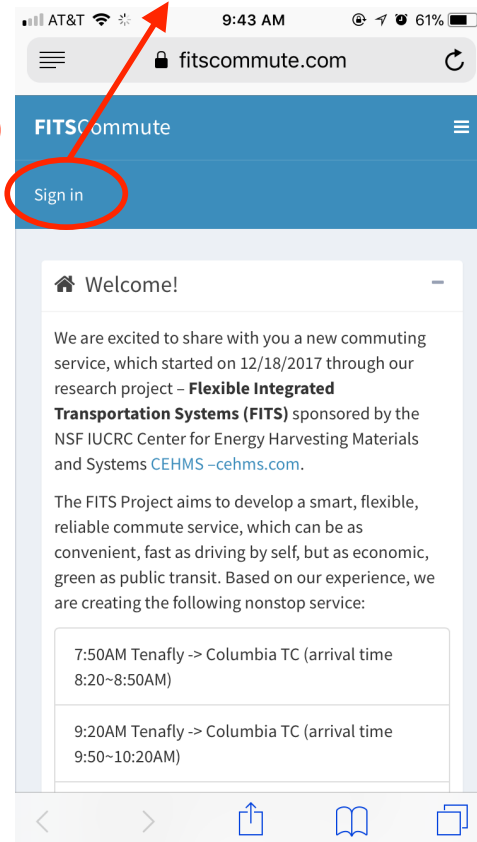 AT&T 9:43 AM 61%
fitscommute.com
FITSCommute
Sign in
Welcome!
We are excited to share with you a new commuting
service, which started on 12/18/2017 through our
research project – Flexible Integrated
Transportation Systems (FITS) sponsored by the
NSF IUCRC Center for Energy Harvesting Materials
and Systems CEHMS –cehms.com.
The FITS Project aims to develop a smart, flexible,
reliable commute service, which can be as
convenient, fast as driving by self, but as economic,
green as public transit. Based on our experience, we
are creating the following nonstop service:
7:50AM Tenafly -> Columbia TC (arrival time
8:20~8:50AM)
9:20AM Tenafly -> Columbia TC (arrival time
9:50~10:20AM)